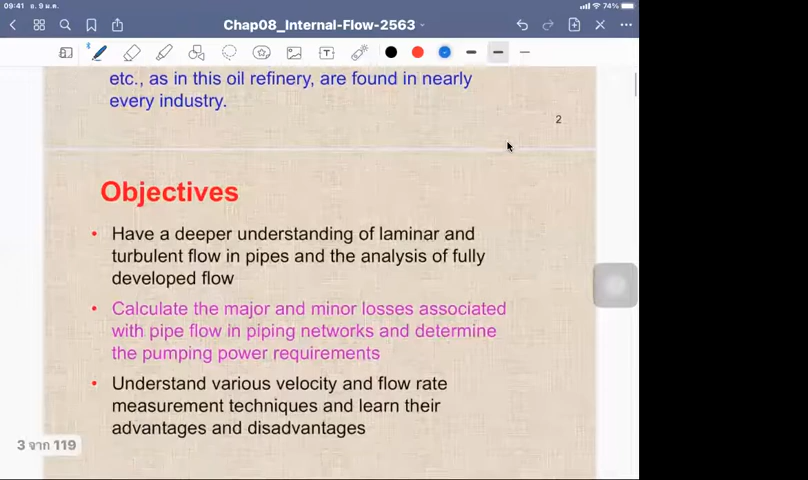 09:41 อ. 9 ม.ค.
74%
Chap08_Internal-Flow-2563
etc., as in this oil refinery, are found in nearly
every industry.
2
Objectives
• Have a deeper understanding of laminar and
turbulent flow in pipes and the analysis of fully
developed flow
• Calculate the major and minor losses associated
with pipe flow in piping networks and determine
the pumping power requirements
• Understand various velocity and flow rate
measurement techniques and learn their
advantages and disadvantages
3 จาก 119